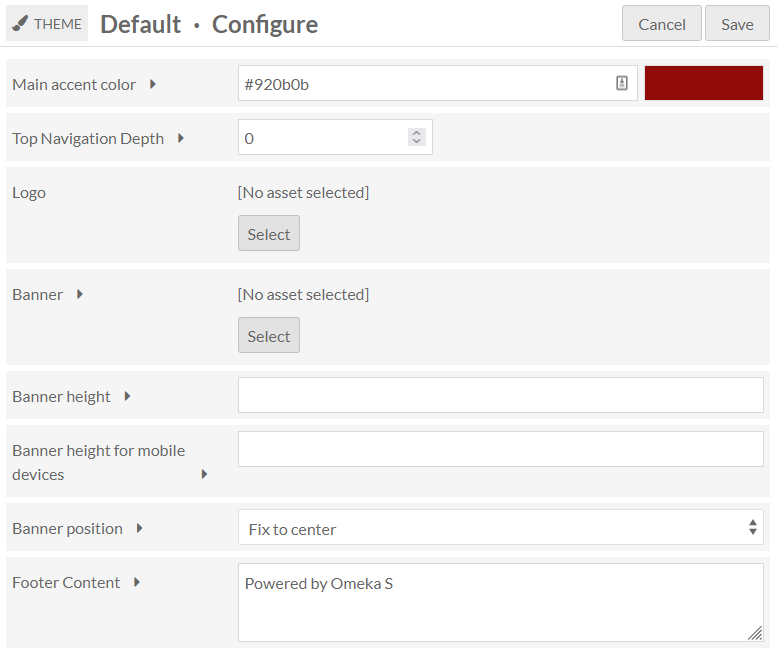 THEME Default • Configure Cancel Save
Main accent color #920b0b
Top Navigation Depth 0
Logo [No asset selected]
Select
Banner [No asset selected]
Select
Banner height
Banner height for mobile
devices
Banner position Fix to center
Footer Content Powered by Omeka S